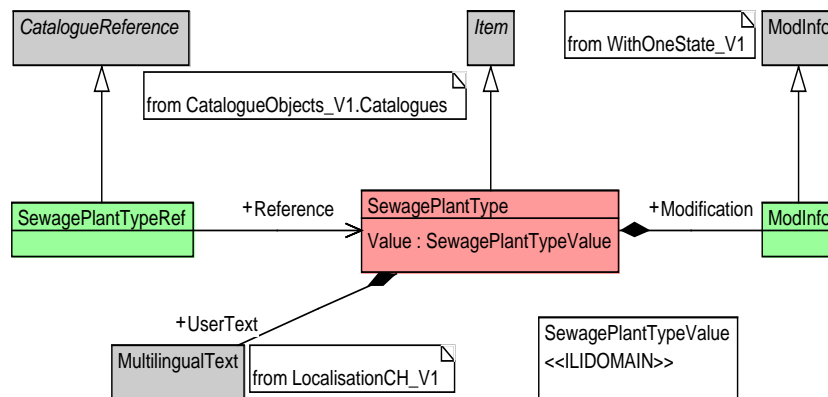 CatalogueReference
Item
from WithOneState_V1
ModInfo
from CatalogueObjects_V1.Catalogues
SewagePlantTypeRef
+Reference
SewagePlantType
Value : SewagePlantTypeValue
+Modification
ModInfo
+UserText
MultilingualText
from LocalisationCH_V1
SewagePlantTypeValue
<<ILIDOMAIN>>